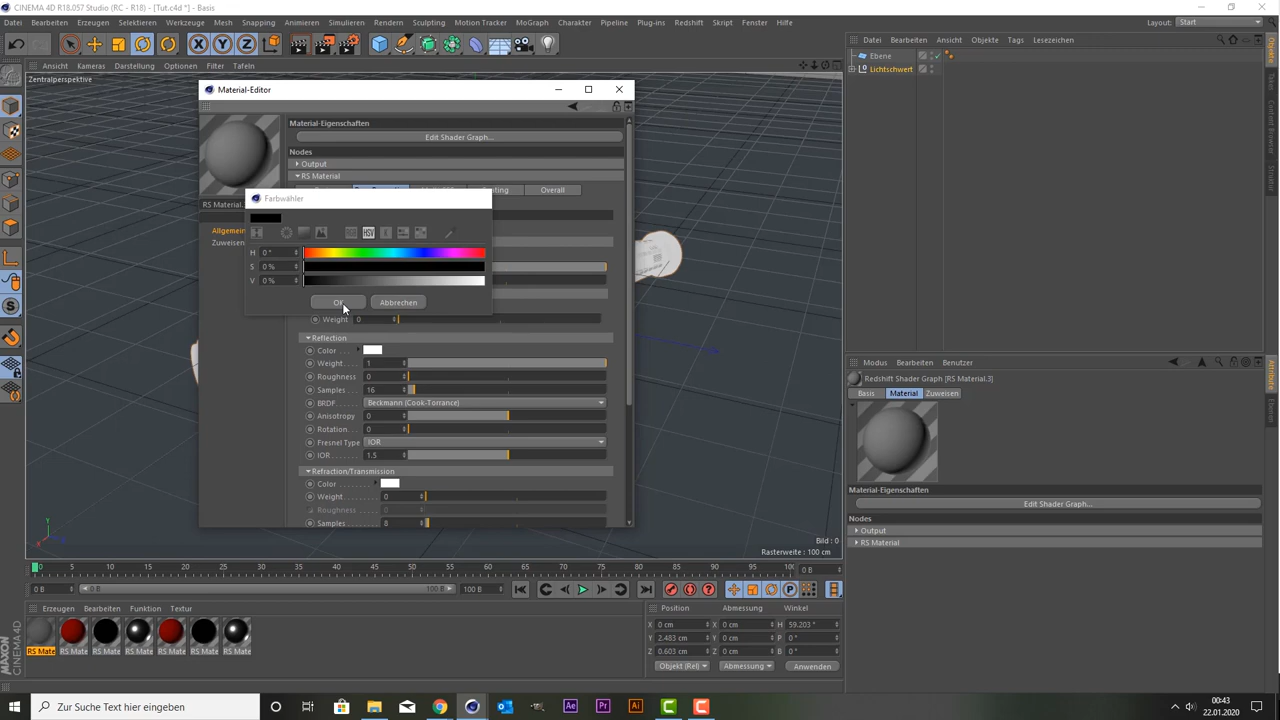 CINEMA 4D R18.057 Studio (RC - R18) - [Tut.c4d *] - Basis
Datei Bearbeiten Erzeugen Selektieren Werkzeuge Mesh Snapping Animieren Simulieren Rendern Sculpting Motion Tracker MoGraph Charakter Pipeline Plug-ins Redshift Skript Fenster Hilfe
Layout: Start
Ansicht Kameras Darstellung Optionen Filter Tafeln
Zentralperspektive
Material-Editor
Material-Eigenschaften
Edit Shader Graph...
Nodes
Output
RS Material
Overall
RS Material.
Allgemein
Zuweisen
Farbwähler
HSV
H 0 °
S 0 %
V 0 %
OK Abbrechen
Weight 0
Reflection
Color . . .
Weight . . . . 1
Roughness 0
Samples . . . 16
BRDF. . . . . Beckmann (Cook-Torrance)
Anisotropy 0
Rotation. . . 0
Fresnel Type IOR
IOR . . . . . . . 1.5
Refraction/Transmission
Color . . . . . .
Weight . . . . . 0
Roughness . . 0
Samples . . . . 8
Bild : 0
Rasterweite : 100 cm
Datei Bearbeiten Ansicht Objekte Tags Lesezeichen
Ebene
Lichtschwert
Objekte
Content Browser
Struktur
Modus Bearbeiten Benutzer
Redshift Shader Graph [RS Material.3]
Basis Material Zuweisen
Attribute
Ebenen
Material-Eigenschaften
Edit Shader Graph...
Nodes
Output
RS Material
0 5 10 15 20 25 30 35 40 45 50 55 60 65 70 75 80 85 90 95 100
0 B
0 B 0 B 100 B 100 B
Erzeugen Bearbeiten Funktion Textur
RS Mate RS Mate RS Mate RS Mate RS Mate RS Mate RS Mate
Position Abmessung Winkel
X 0 cm X 0 cm H 59.203 °
Y 2.483 cm Y 0 cm P 0 °
Z 0.603 cm Z 0 cm B 0 °
Objekt (Rel) Abmessung Anwenden
MAXON
CINEMA 4D
Zur Suche Text hier eingeben
Ae Pr Ai C C
00:43
22.01.2020